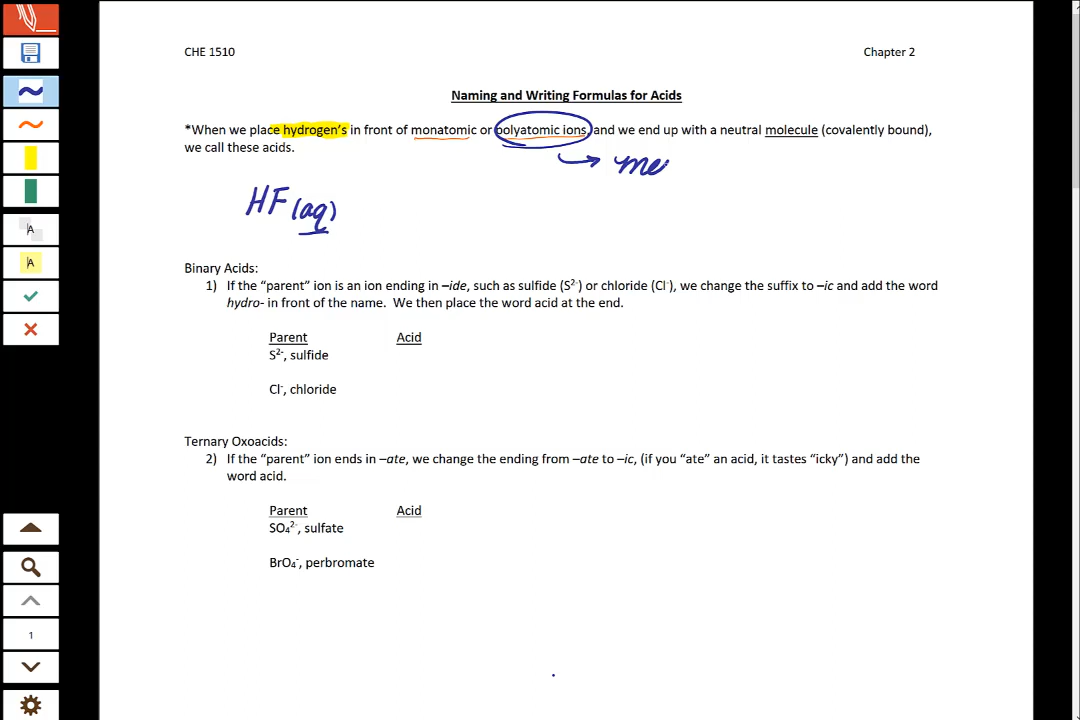 CHE 1510 Chapter 2
Naming and Writing Formulas for Acids
*When we place hydrogen's in front of monatomic or polyatomic ions, and we end up with a neutral molecule (covalently bound),
we call these acids.
me
HF(aq)
Binary Acids:
1) If the "parent" ion is an ion ending in –ide, such as sulfide (S²⁻) or chloride (Cl⁻), we change the suffix to –ic and add the word
hydro- in front of the name. We then place the word acid at the end.
Parent Acid
S²⁻, sulfide
Cl⁻, chloride
Ternary Oxoacids:
2) If the "parent" ion ends in –ate, we change the ending from –ate to –ic, (if you "ate" an acid, it tastes "icky") and add the
word acid.
Parent Acid
SO₄²⁻, sulfate
BrO₄⁻, perbromate
A
A
1